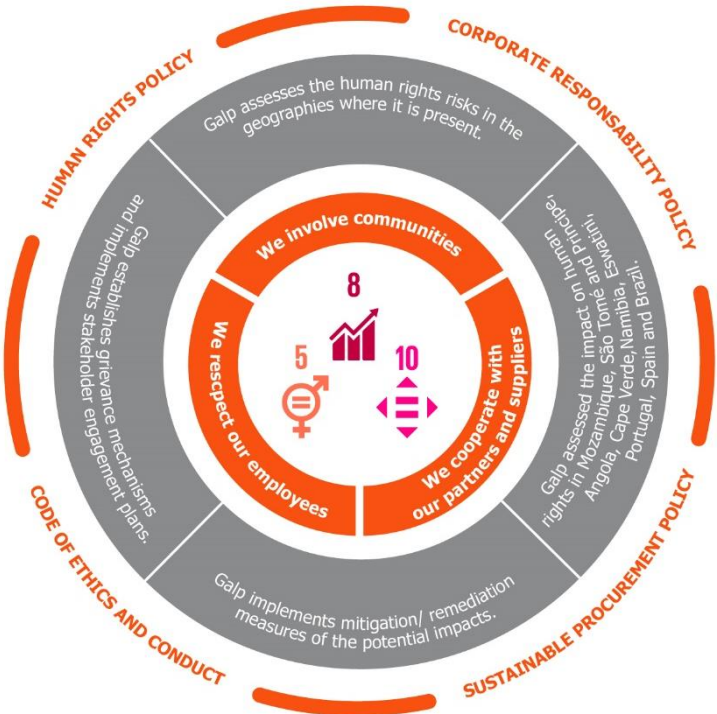 HUMAN RIGHTS POLICY
CORPORATE RESPONSABILITY POLICY
Galp assesses the human rights risks in the
geographies where it is present.
Galp assessed the impact on human
rights in Mozambique, São Tomé and Principe,
Angola, Cape Verde,Namibia, Eswatini,
Portugal, Spain and Brazil.
Galp establishes grievance mechanisms
and implements stakeholder engagement plans.
We involve communities
We rescpect our employees
We cooperate with
our partners and suppliers
8
5
10
Galp implements mitigation/ remediation
measures of the potential impacts.
CODE OF ETHICS AND CONDUCT
SUSTAINABLE PROCUREMENT POLICY